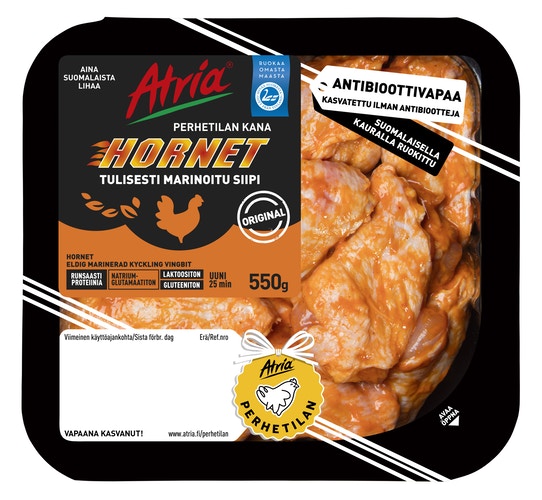 AINA
SUOMALAISTA
LIHAA
Atria®
RUOKAA
OMASTA
MAASTA
PERHETILAN KANA
HORNET
TULISESTI MARINOITU SIIPI
ORIGINAL
HORNET
ELDIG MARINERAD KYCKLING VINGBIT
RUNSAASTI
PROTEIINIA
NATRIUM-
GLUTAMAATITON
LAKTOOSITON
GLUTEENITON
UUNI
25 min
550g
ANTIBIOOTTIVAPAA
KASVATETTU ILMAN ANTIBIOOTTEJA
SUOMALAISELLA
KAURALLA RUOKITTU
Viimeinen käyttöajankohta/Sista förbr. dag
Erä/Ref.nro
Atria
PERHETILAN
VAPAANA KASVANUT!
www.atria.fi/perhetilan
AVAA
ÖPPNA